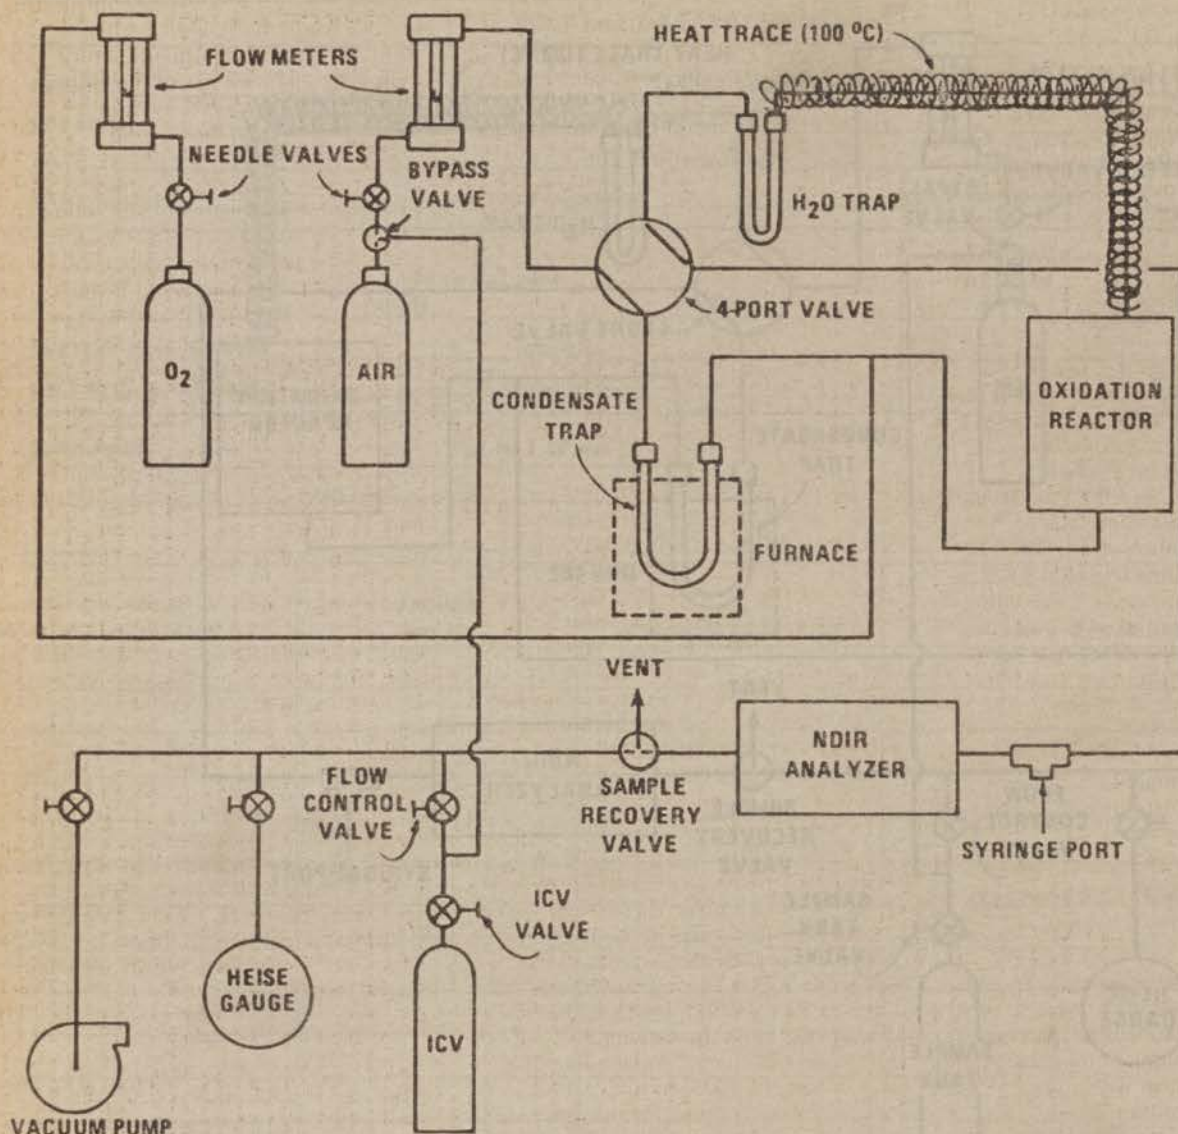 HEAT TRACE (100 °C)
FLOW METERS
NEEDLE VALVES
BYPASS
VALVE
H2O TRAP
4-PORT VALVE
O2
AIR
CONDENSATE
TRAP
OXIDATION
REACTOR
FURNACE
VENT
NDIR
ANALYZER
FLOW
CONTROL
VALVE
SAMPLE
RECOVERY
VALVE
SYRINGE PORT
ICV
VALVE
HEISE
GAUGE
ICV
VACUUM PUMP